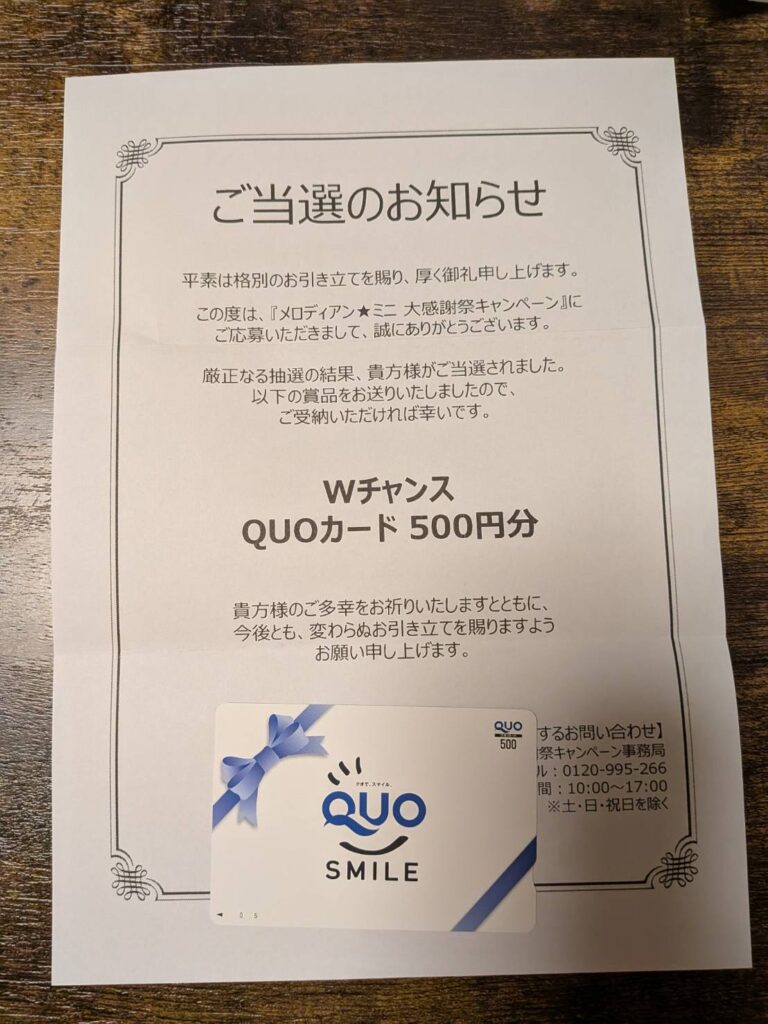 ご当選のお知らせ
平素は格別のお引き立てを賜り、厚く御礼申し上げます。
この度は、『メロディアン★ミニ 大感謝祭キャンペーン』に
ご応募いただきまして、誠にありがとうございます。
厳正なる抽選の結果、貴方様がご当選されました。
以下の賞品をお送りいたしましたので、
ご受納いただければ幸いです。
Wチャンス
QUOカード 500円分
貴方様のご多幸をお祈りいたしますとともに、
今後とも、変わらぬお引き立てを賜りますよう
お願い申し上げます。
するお問い合わせ】
祭キャンペーン事務局
ル：0120-995-266
間：10:00～17:00
※土・日・祝日を除く
QUO
500
クオで、スマイル。
QUO
SMILE
◀ 0 5